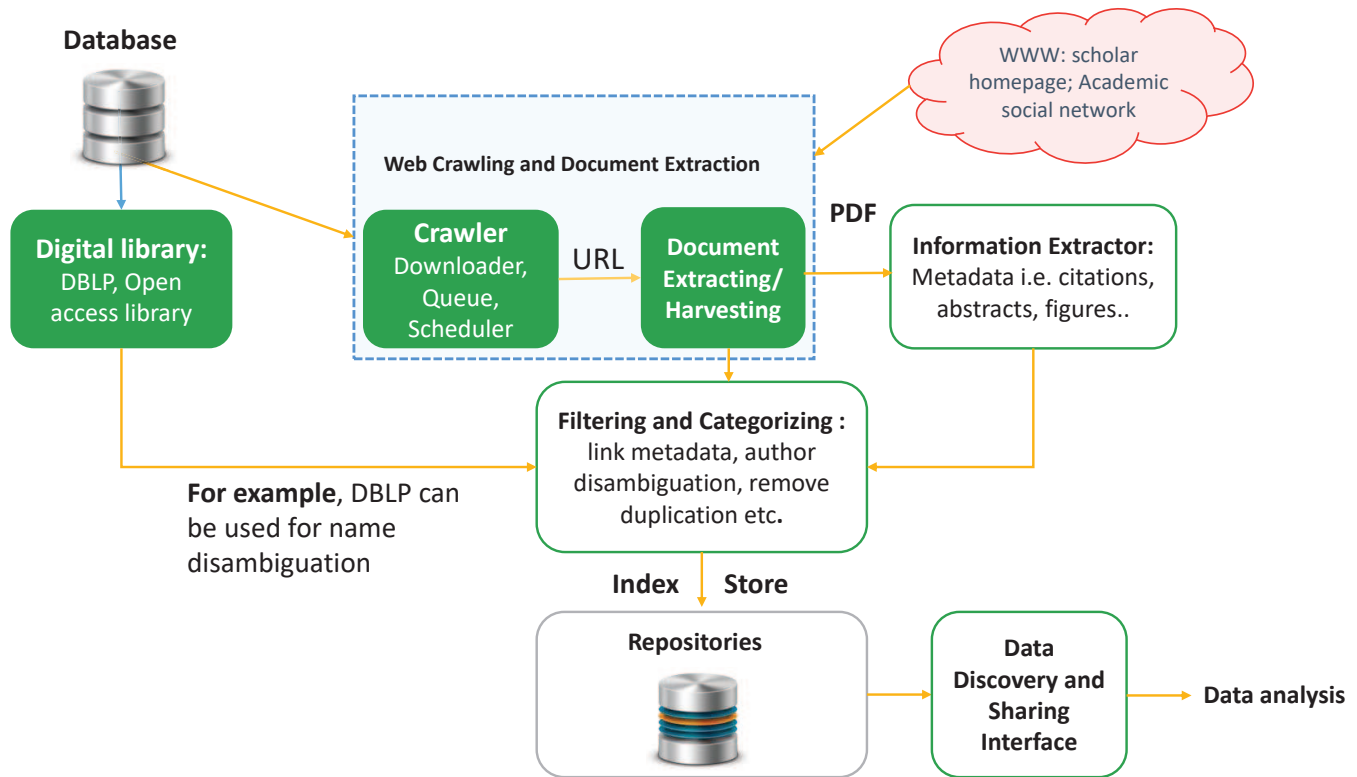 Database
WWW: scholar
homepage; Academic
social network
Web Crawling and Document Extraction
PDF
Digital library:
DBLP, Open
access library
Crawler
Downloader,
Queue,
Scheduler
URL
Document
Extracting/
Harvesting
Information Extractor:
Metadata i.e. citations,
abstracts, figures..
Filtering and Categorizing :
link metadata, author
disambiguation, remove
duplication etc.
For example, DBLP can
be used for name
disambiguation
Index Store
Repositories
Data
Discovery and
Sharing
Interface
Data analysis